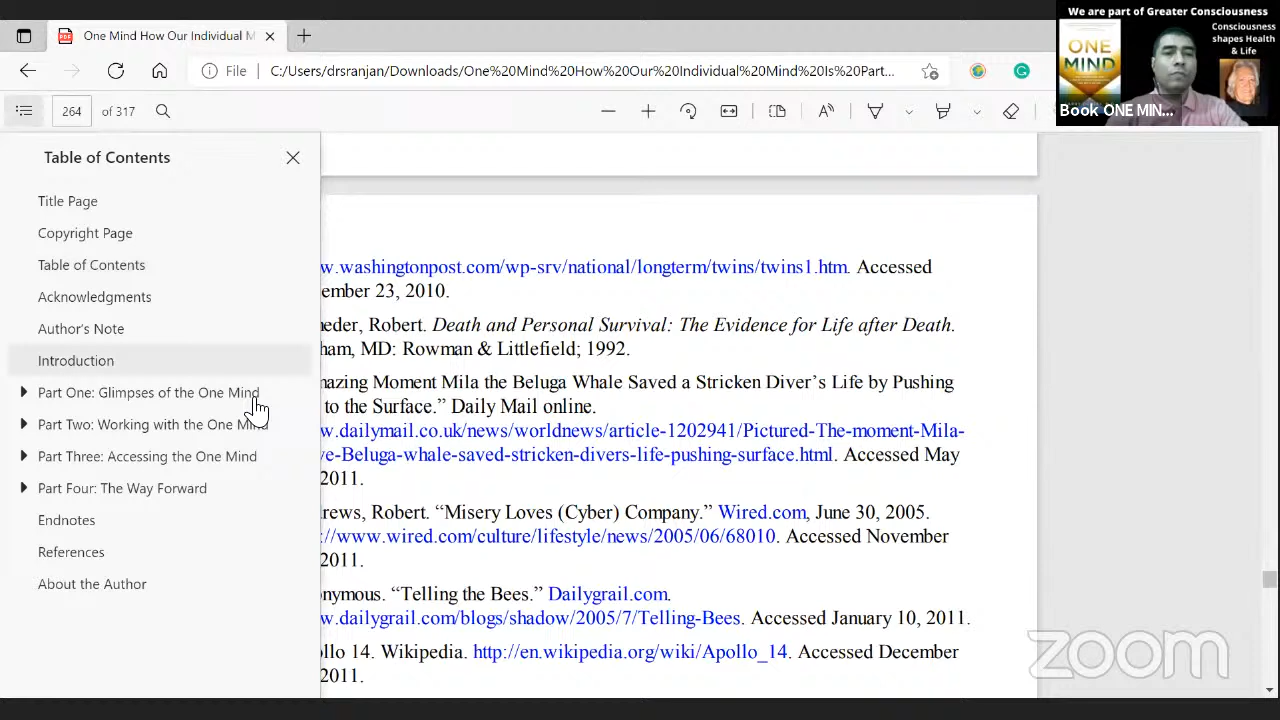 We are part of Greater Consciousness
Consciousness
shapes Health
& Life
ONE
MIND
Book ONE MIN...
One Mind How Our Individual M
File
C:/Users/drsranjan/Downloads/One%20Mind%20How%20Our%20Individual%20Mind%20Is%20Part...
264 of 317
Table of Contents
Title Page
Copyright Page
Table of Contents
Acknowledgments
Author's Note
Introduction
Part One: Glimpses of the One Mind
Part Two: Working with the One Mind
Part Three: Accessing the One Mind
Part Four: The Way Forward
Endnotes
References
About the Author
w.washingtonpost.com/wp-srv/national/longterm/twins/twins1.htm. Accessed
ember 23, 2010.
neder, Robert. Death and Personal Survival: The Evidence for Life after Death.
ham, MD: Rowman & Littlefield; 1992.
nazing Moment Mila the Beluga Whale Saved a Stricken Diver’s Life by Pushing
to the Surface.” Daily Mail online.
w.dailymail.co.uk/news/worldnews/article-1202941/Pictured-The-moment-Mila-
ve-Beluga-whale-saved-stricken-divers-life-pushing-surface.html. Accessed May
2011.
rews, Robert. “Misery Loves (Cyber) Company.” Wired.com, June 30, 2005.
://www.wired.com/culture/lifestyle/news/2005/06/68010. Accessed November
2011.
onymous. “Telling the Bees.” Dailygrail.com.
w.dailygrail.com/blogs/shadow/2005/7/Telling-Bees. Accessed January 10, 2011.
llo 14. Wikipedia. http://en.wikipedia.org/wiki/Apollo_14. Accessed December
2011.
zoom